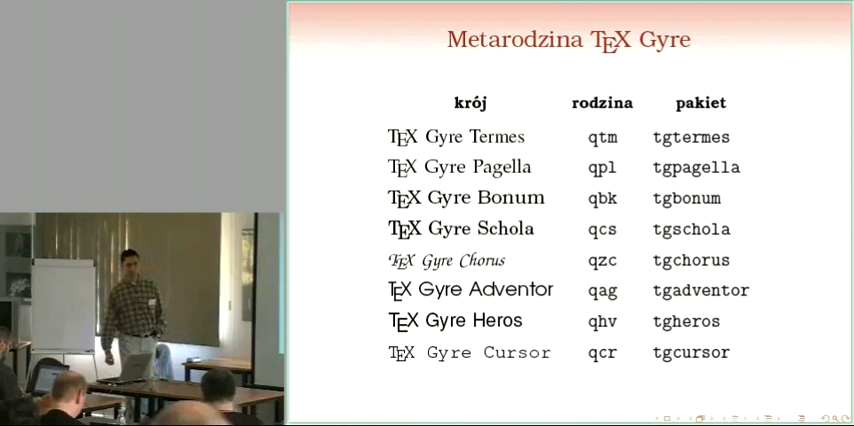 Metarodzina TEX Gyre
krój rodzina pakiet
TEX Gyre Termes qtm tgtermes
TEX Gyre Pagella qpl tgpagella
TEX Gyre Bonum qbk tgbonum
TEX Gyre Schola qcs tgschola
TEX Gyre Chorus qzc tgchorus
TEX Gyre Adventor qag tgadventor
TEX Gyre Heros qhv tgheros
TEX Gyre Cursor qcr tgcursor